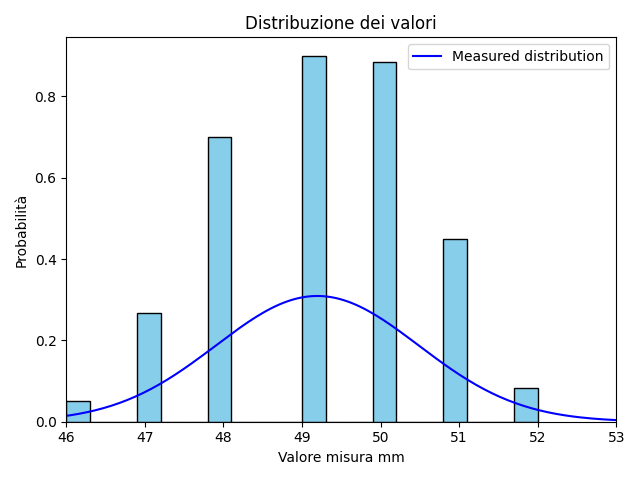 Distribuzione dei valori
Measured distribution
Probabilità
0.8
0.6
0.4
0.2
0.0
46 47 48 49 50 51 52 53
Valore misura mm